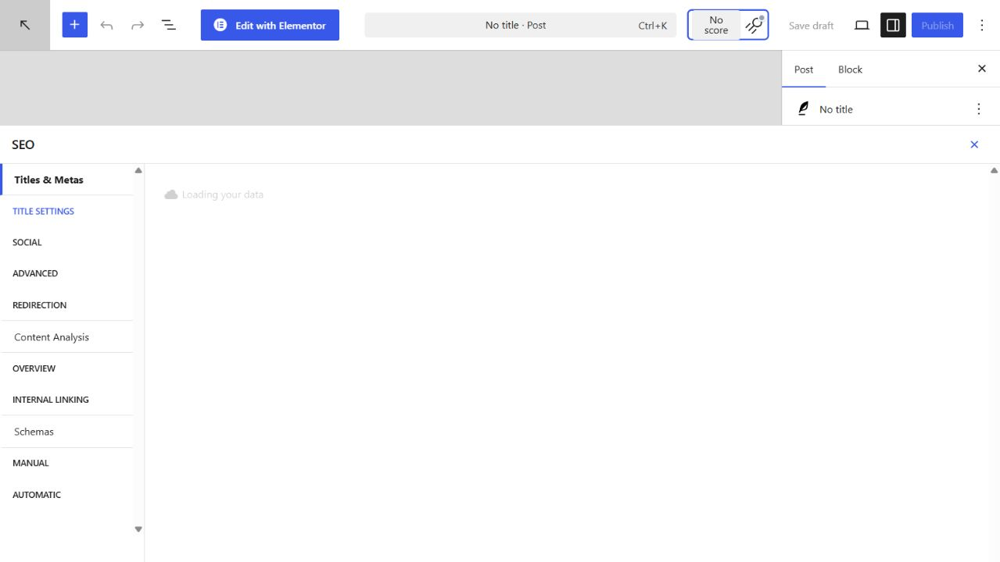 Edit with Elementor
No title · Post
Ctrl+K
No
score
Save draft
Publish
Post
Block
No title
SEO
Titles & Metas
TITLE SETTINGS
SOCIAL
ADVANCED
REDIRECTION
Content Analysis
OVERVIEW
INTERNAL LINKING
Schemas
MANUAL
AUTOMATIC
Loading your data